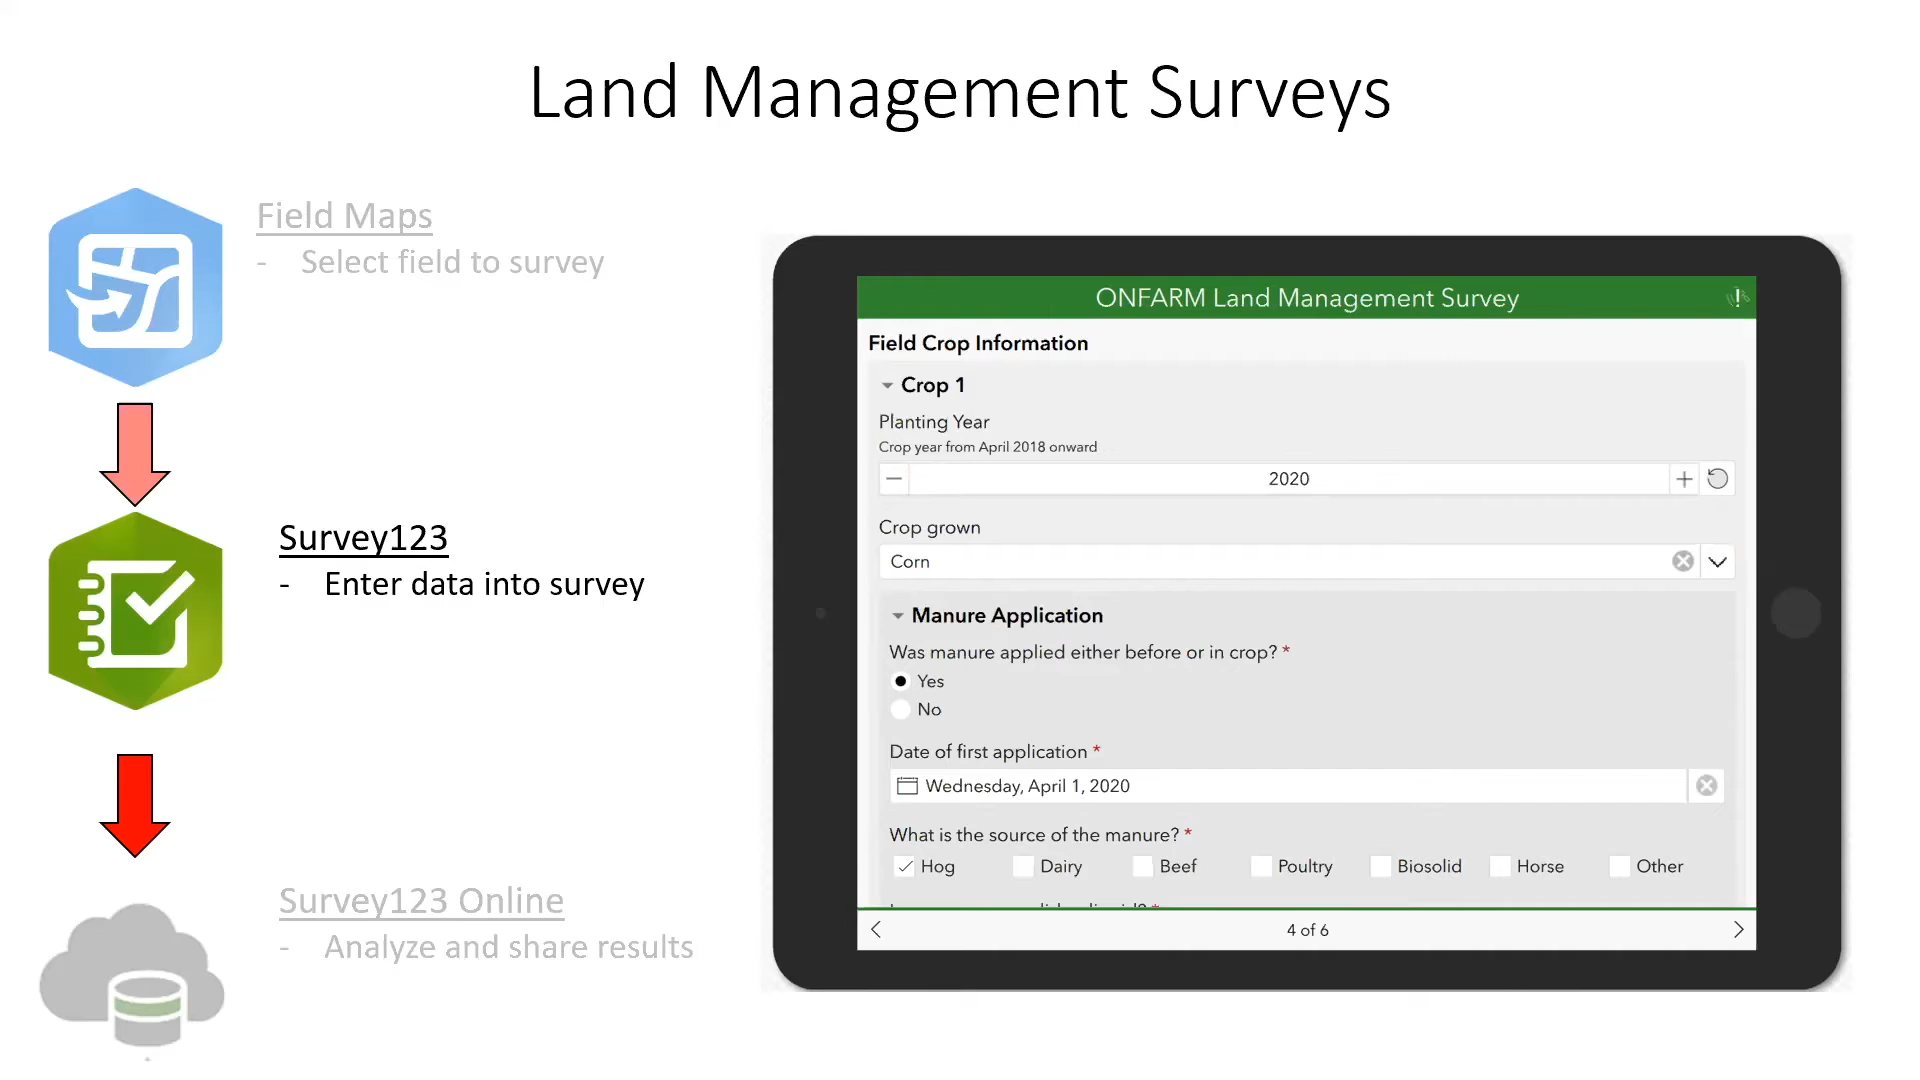 Land Management Surveys
Field Maps
- Select field to survey
Survey123
- Enter data into survey
Survey123 Online
- Analyze and share results
ONFARM Land Management Survey
Field Crop Information
Crop 1
Planting Year
Crop year from April 2018 onward
2020
Crop grown
Corn
Manure Application
Was manure applied either before or in crop? *
Yes
No
Date of first application *
Wednesday, April 1, 2020
What is the source of the manure? *
Hog Dairy Beef Poultry Biosolid Horse Other
4 of 6